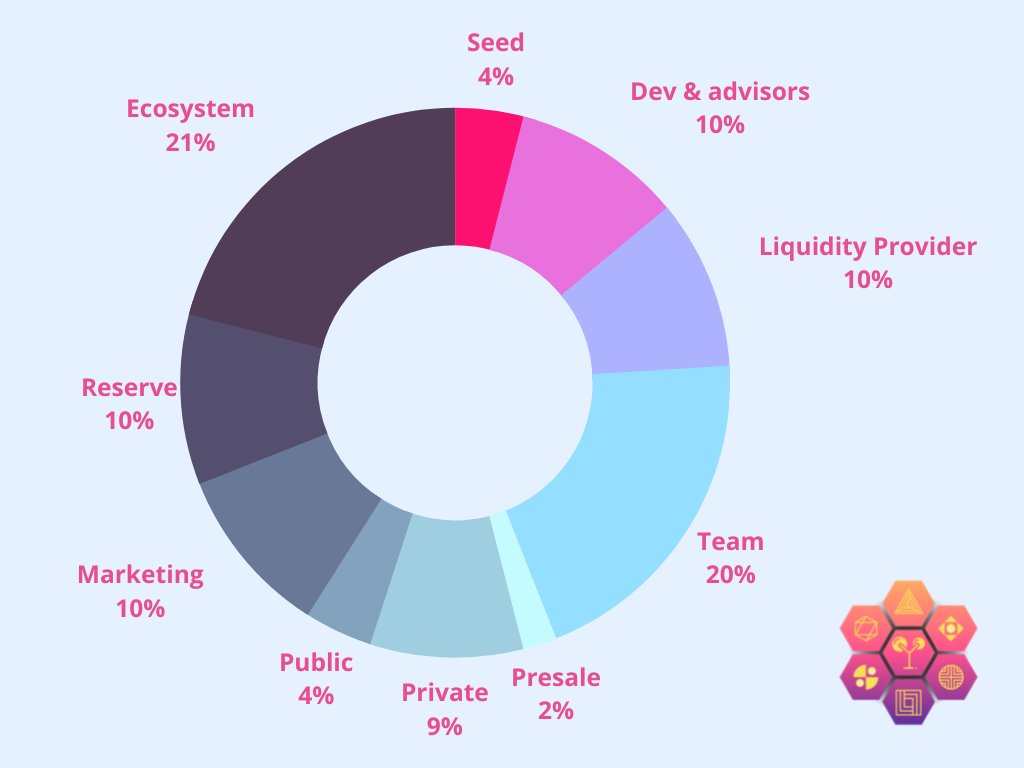 Seed
4%
Dev & advisors
10%
Ecosystem
21%
Liquidity Provider
10%
Reserve
10%
Team
20%
Marketing
10%
Public
4%
Private
9%
Presale
2%